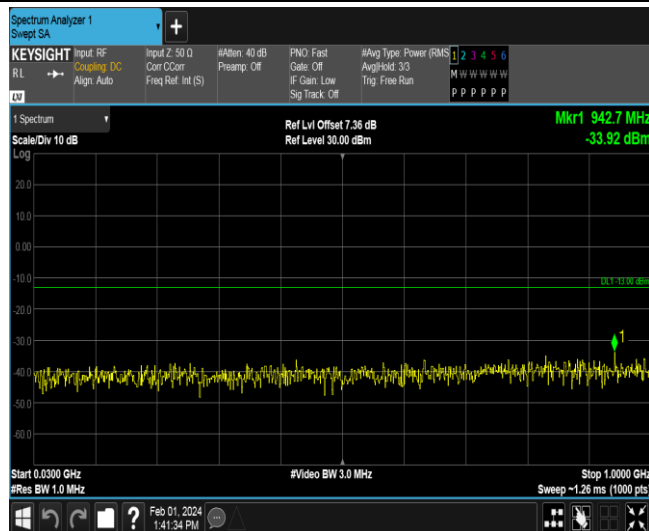 Spectrum Analyzer 1
Swept SA
+
KEYSIGHT
RL
LXI
Input: RF
Coupling: DC
Align: Auto
Input Z: 50 Ω
Corr CCorr
Freq Ref: Int (S)
#Atten: 40 dB
Preamp: Off
PNO: Fast
Gate: Off
IF Gain: Low
Sig Track: Off
#Avg Type: Power (RMS
Avg|Hold: 3/3
Trig: Free Run
1 2 3 4 5 6
M W W W W W
P P P P P P
1 Spectrum
Scale/Div 10 dB
Log
Ref Lvl Offset 7.36 dB
Ref Level 30.00 dBm
Mkr1 942.7 MHz
-33.92 dBm
20.0
10.0
0.00
-10.0
DL1 -13.00 dBm
-20.0
-30.0
1
-40.0
-50.0
-60.0
Start 0.0300 GHz
#Res BW 1.0 MHz
#Video BW 3.0 MHz
Stop 1.0000 GHz
Sweep ~1.26 ms (1000 pts)
?
Feb 01, 2024
1:41:34 PM